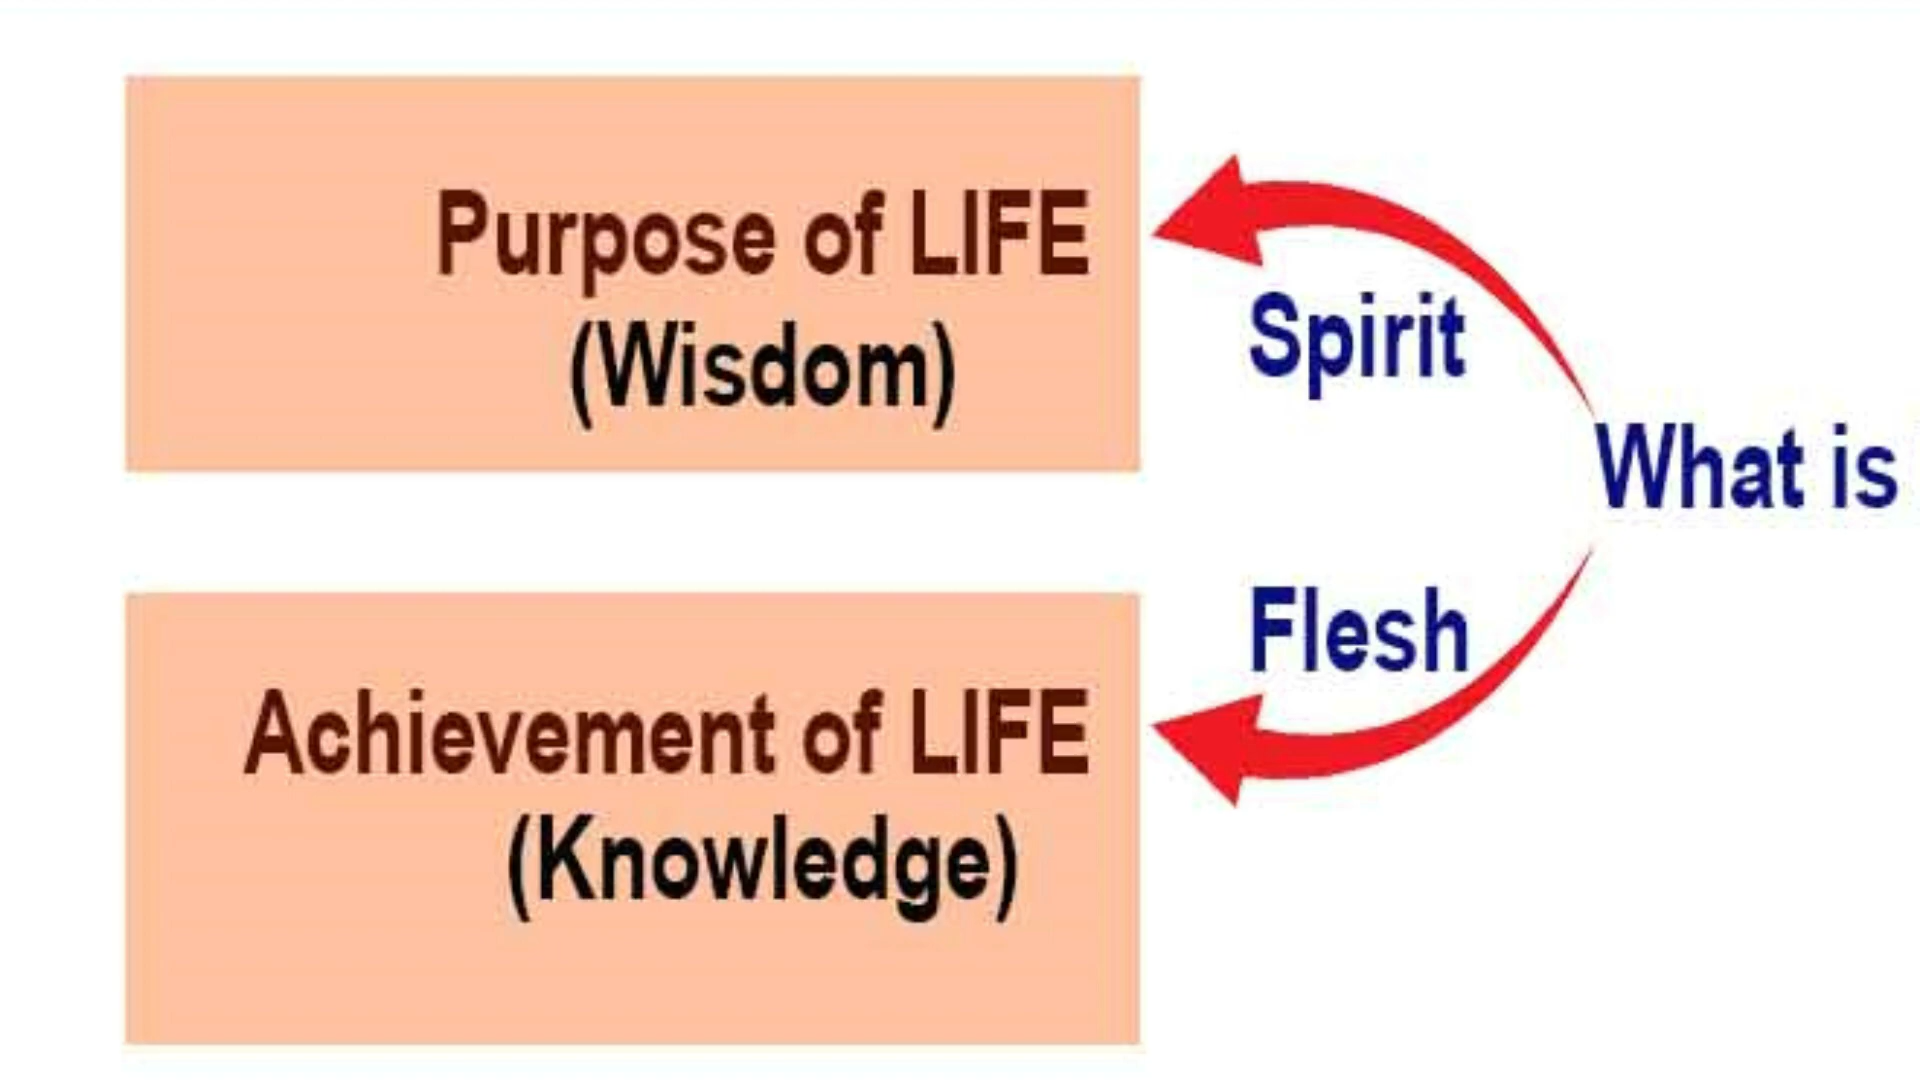 Purpose of LIFE
(Wisdom)
Spirit
What is
Flesh
Achievement of LIFE
(Knowledge)